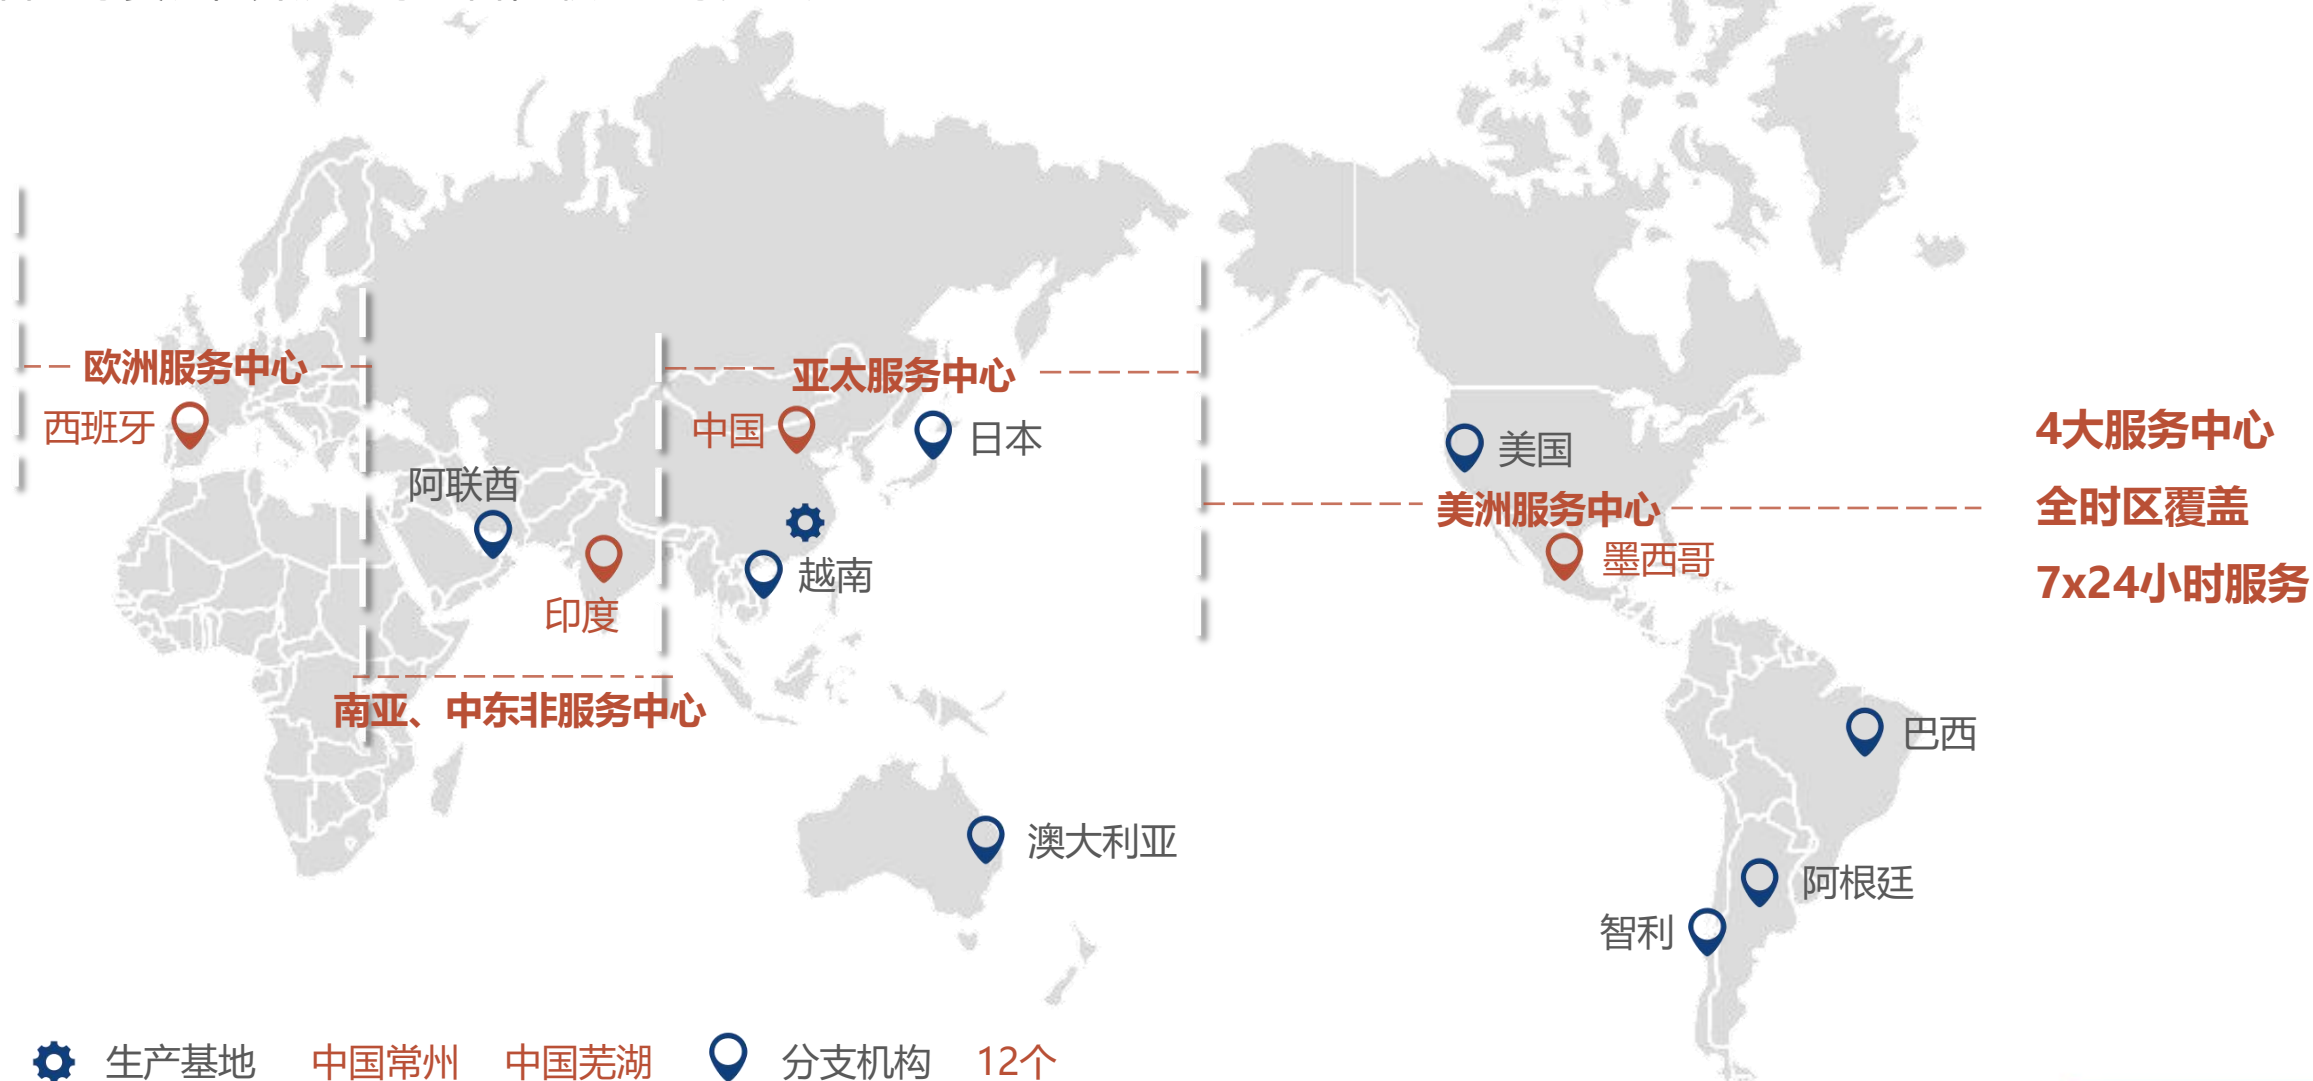 欧洲服务中心
亚太服务中心
西班牙
中国
日本
美国
4大服务中心
阿联酋
美洲服务中心
全时区覆盖
墨西哥
越南
7x24小时服务
印度
南亚、中东非服务中心
巴西
澳大利亚
阿根廷
智利
生产基地 中国常州 中国芜湖 分支机构 12个